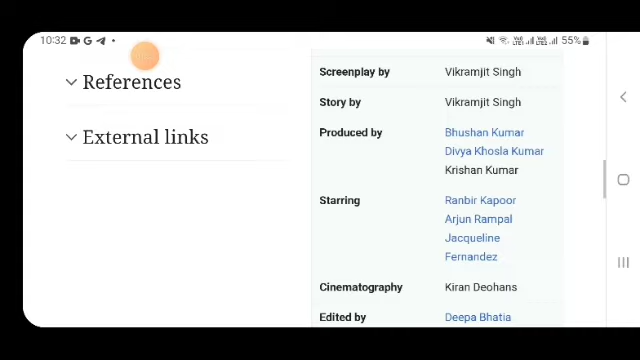 10:32
55%
References
External links
Screenplay by Vikramjit Singh
Story by Vikramjit Singh
Produced by Bhushan Kumar
Divya Khosla Kumar
Krishan Kumar
Starring Ranbir Kapoor
Arjun Rampal
Jacqueline
Fernandez
Cinematography Kiran Deohans
Edited by Deepa Bhatia